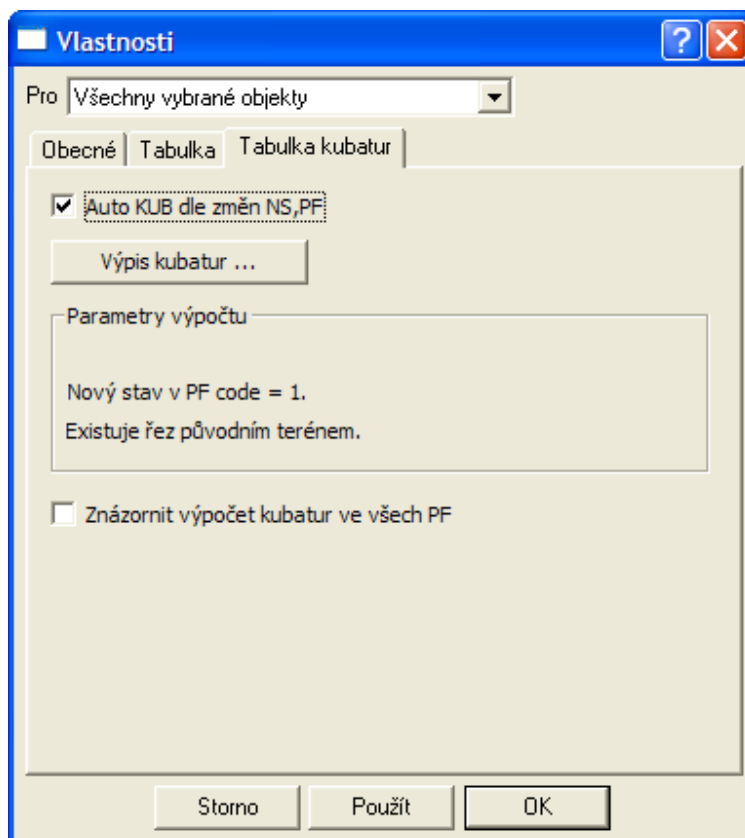 Vlastnosti
Pro Všechny vybrané objekty
Obecné Tabulka Tabulka kubatur
Auto KUB dle změn NS,PF
Výpis kubatur ...
Parametry výpočtu
Nový stav v PF code = 1.
Existuje řez původním terénem.
Znázornit výpočet kubatur ve všech PF
Storno Použít OK